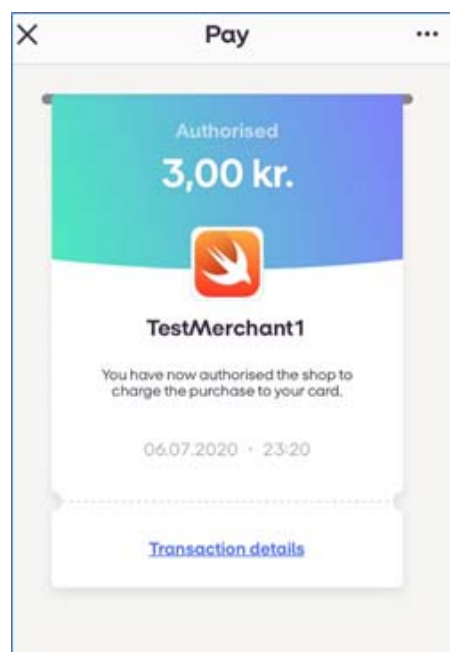 Pay
Authorised
3,00 kr.
TestMerchant1
You have now authorised the shop to
charge the purchase to your card.
06.07.2020 · 23:20
Transaction details